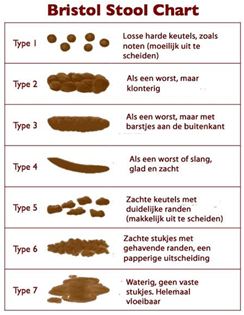 Bristol Stool Chart
Type 1
Losse harde keutels, zoals
noten (moeilijk uit te
scheiden)
Type 2
Als een worst, maar
klonterig
Type 3
Als een worst, maar met
barstjes aan de buitenkant
Type 4
Als een worst of slang,
glad en zacht
Type 5
Zachte keutels met
duidelijke randen
(makkelijk uit te scheiden)
Type 6
Zachte stukjes met
gehavende randen, een
papperige uitscheiding
Type 7
Waterig, geen vaste
stukjes. Helemaal
vloeibaar